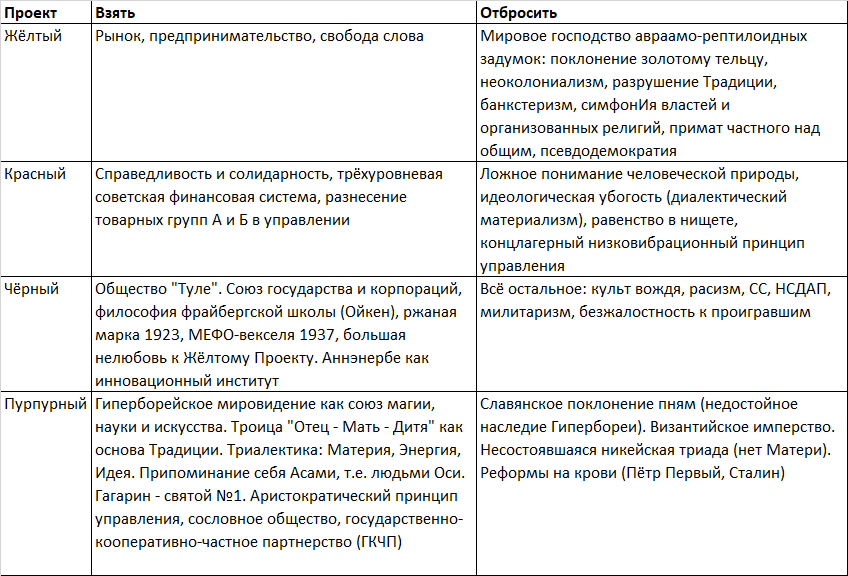 Проект Взять Отбросить
Жёлтый Рынок, предпринимательство, свобода слова Мировое господство авраамо-рептилоидных
задумок: поклонение золотому тельцу,
неоколониализм, разрушение Традиции,
банкстеризм, симфонИя властей и
организованных религий, примат частного над
общим, псевдодемократия
Красный Справедливость и солидарность, трёхуровневая Ложное понимание человеческой природы,
советская финансовая система, разнесение идеологическая убогость (диалектический
товарных групп А и Б в управлении материализм), равенство в нищете,
концлагерный низковибрационный принцип
управления
Чёрный Общество "Туле". Союз государства и корпораций, Всё остальное: культ вождя, расизм, СС, НСДАП,
философия фрайбергской школы (Ойкен), ржаная милитаризм, безжалостность к проигравшим
марка 1923, МЕФО-векселя 1937, большая
нелюбовь к Жёлтому Проекту. Аннэнербе как
инновационный институт
Пурпурный Гиперборейское мировидение как союз магии, Славянское поклонение пням (недостойное
науки и искусства. Троица "Отец - Мать - Дитя" как наследие Гипербореи). Византийское имперство.
основа Традиции. Триалектика: Материя, Энергия, Несостоявшаяся никейская триада (нет Матери).
Идея. Припоминание себя Асами, т.е. людьми Оси. Реформы на крови (Пётр Первый, Сталин)
Гагарин - святой №1. Аристократический принцип
управления, сословное общество, государственно-
кооперативно-частное партнерство (ГКЧП)